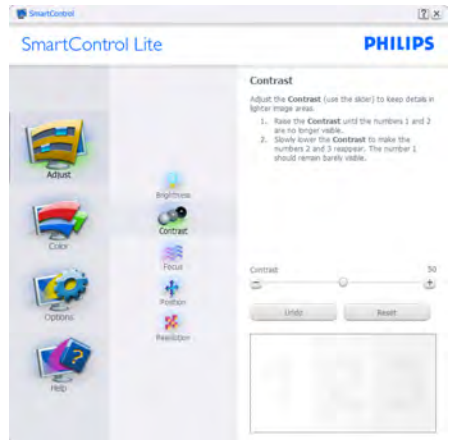 SmartControl
SmartControl Lite
PHILIPS
Adjust
Color
Options
Help
Brightness
Contrast
Focus
Position
Resolution
Contrast
Adjust the Contrast (use the slider) to keep details in
lighter image areas.
1. Raise the Contrast until the numbers 1 and 2
are no longer visible.
2. Slowly lower the Contrast to make the
numbers 2 and 3 reappear. The number 1
should remain barely visible.
Contrast
50
Undo
Reset
1 2 3